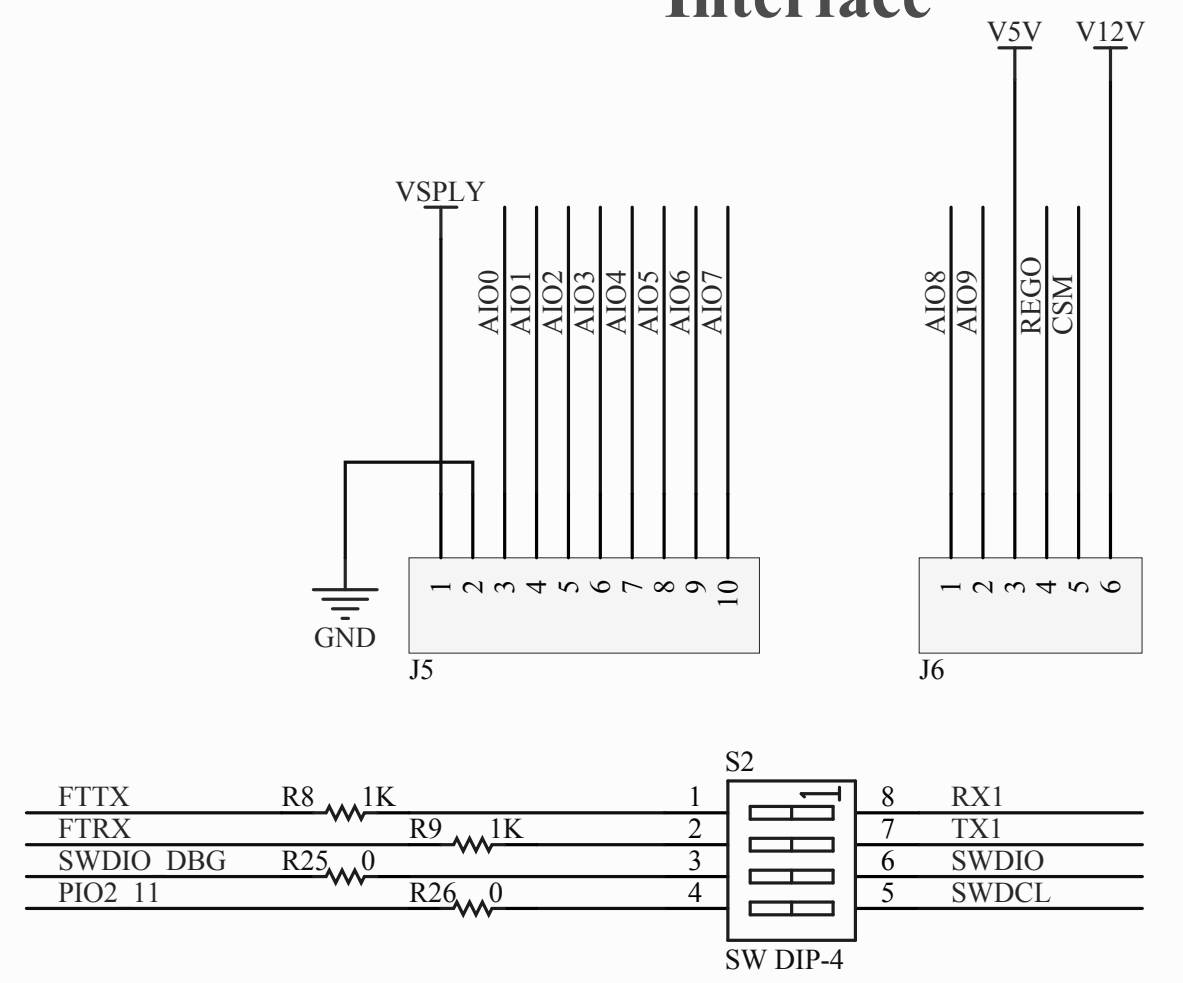 Interface
V5V V12V
VSPLY
AIO0
AIO1
AIO2
AIO3
AIO4
AIO5
AIO6
AIO7
AIO8
AIO9
REGO
CSM
1 2 3 4 5 6 7 8 9 10
1 2 3 4 5 6
GND
J5
J6
S2
FTTX R8 1K 1 1 8 RX1
FTRX R9 1K 2 7 TX1
SWDIO DBG R25 0 3 6 SWDIO
PIO2 11 R26 0 4 5 SWDCL
SW DIP-4